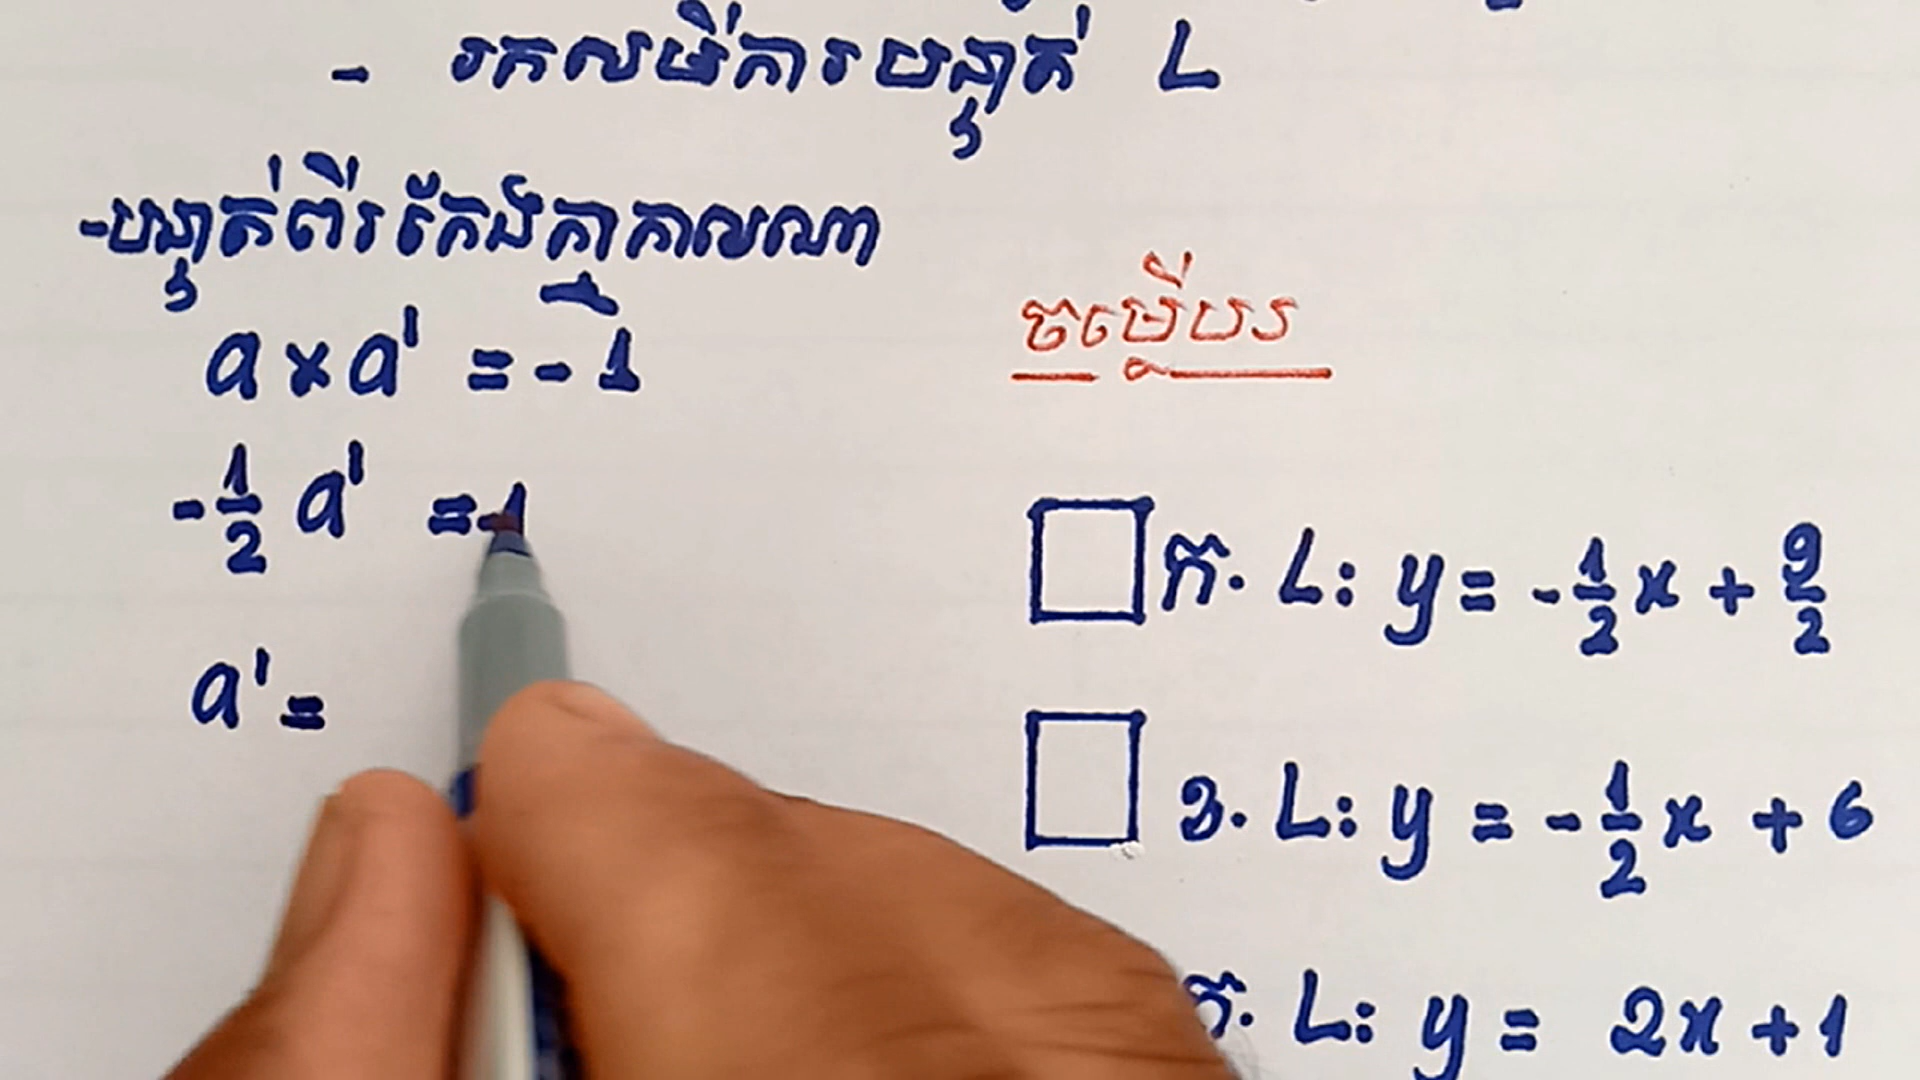 - រកសមីការបន្ទាត់ L
-បន្ទាត់ពីរកែងគ្នាកាលណា
a × a' = - 1
-1/2 a' = -1
a' =
ចម្លើយ
ក. L: y = -1/2 x + 9/2
ខ. L: y = -1/2 x + 6
គ. L: y = 2x + 1